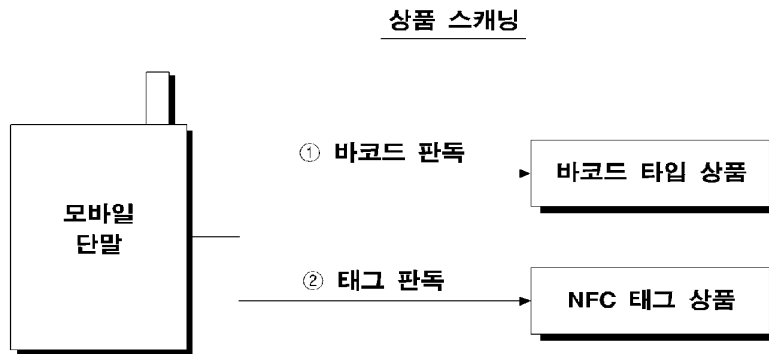 상품 스캐닝
① 바코드 판독
바코드 타입 상품
모바일
단말
② 태그 판독
NFC 태그 상품